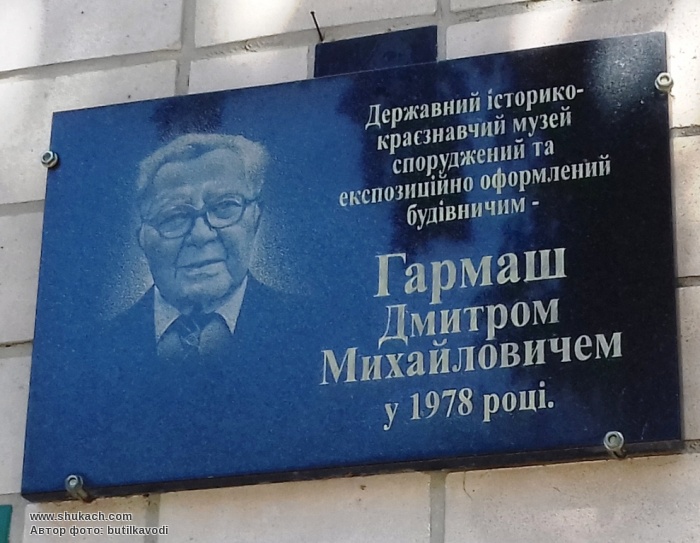 Державний історико-
краєзнавчий музей
споруджений та
експозиційно оформлений
будівничим -
Гармаш
Дмитром
Михайловичем
у 1978 році.
www.shukach.com
Автор фото: butilkavodi